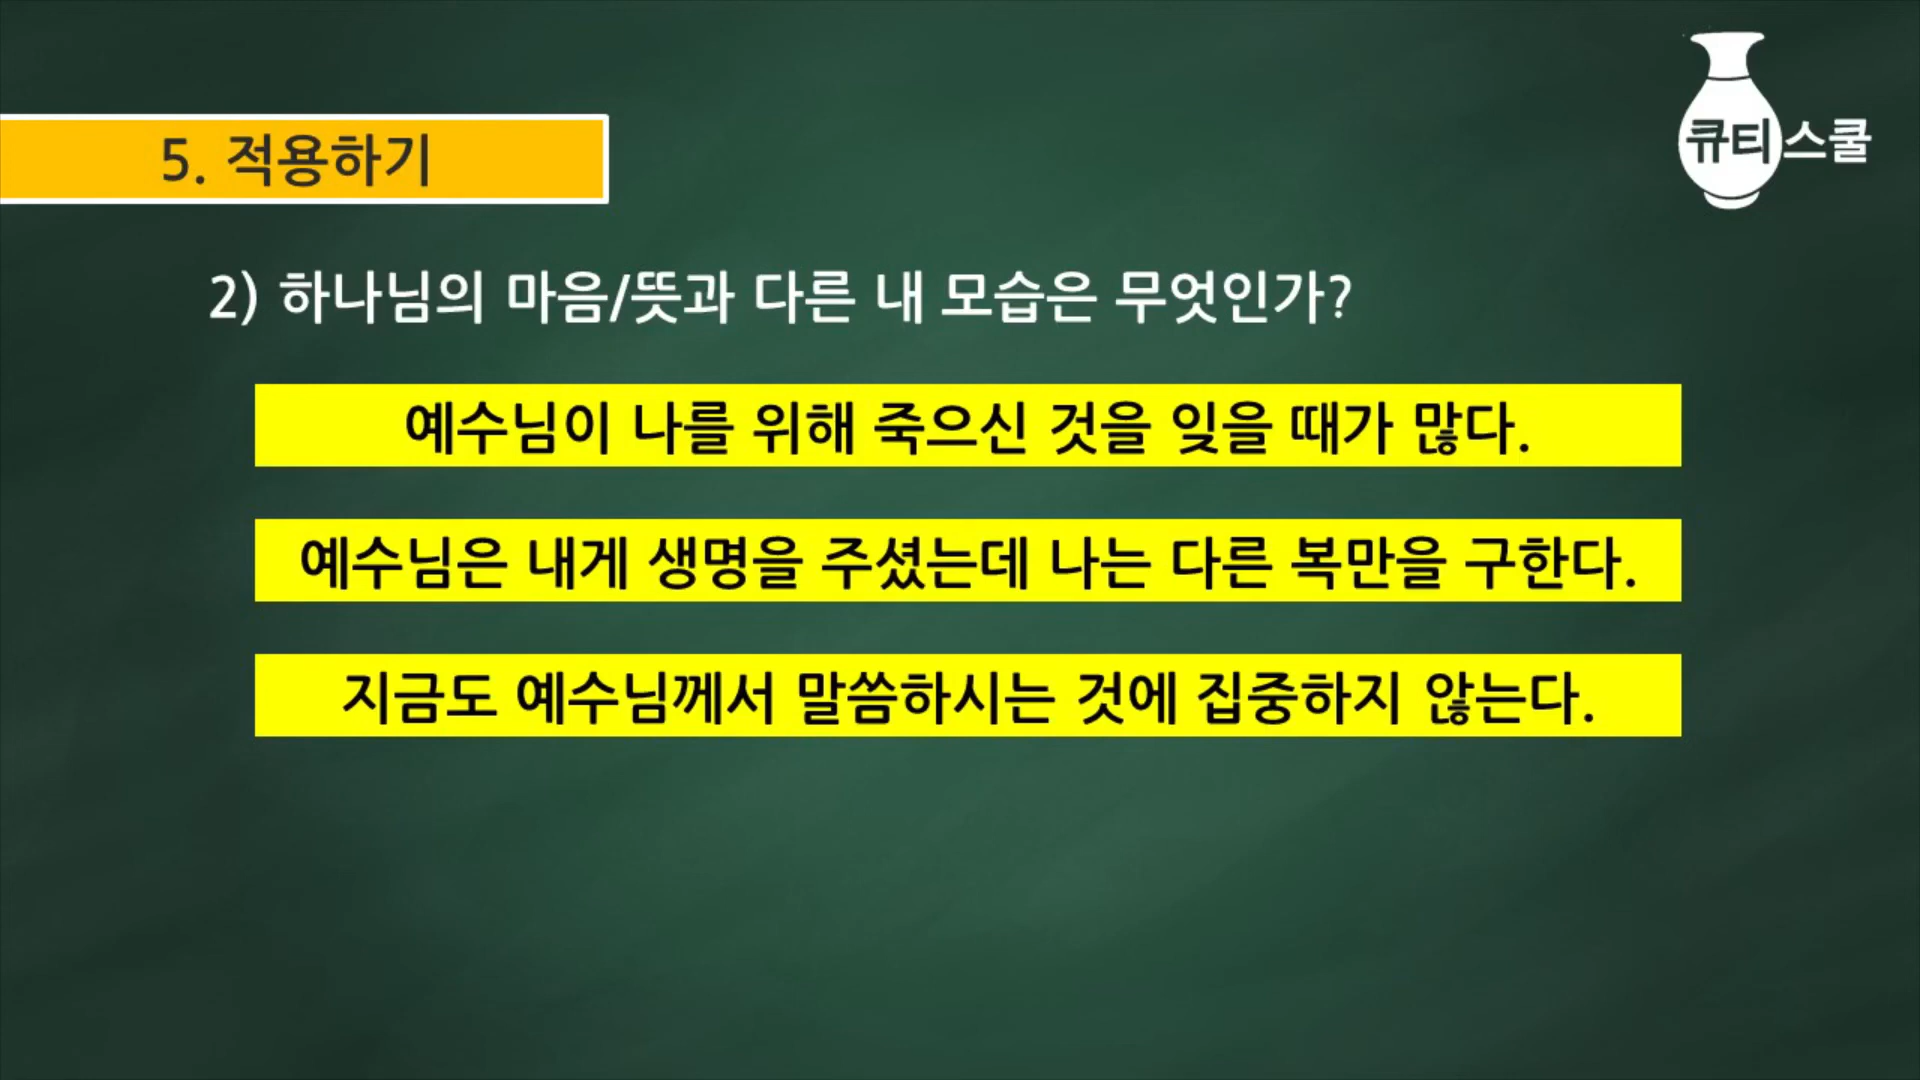 큐티스쿨
5. 적용하기
2) 하나님의 마음/뜻과 다른 내 모습은 무엇인가?
예수님이 나를 위해 죽으신 것을 잊을 때가 많다.
예수님은 내게 생명을 주셨는데 나는 다른 복만을 구한다.
지금도 예수님께서 말씀하시는 것에 집중하지 않는다.